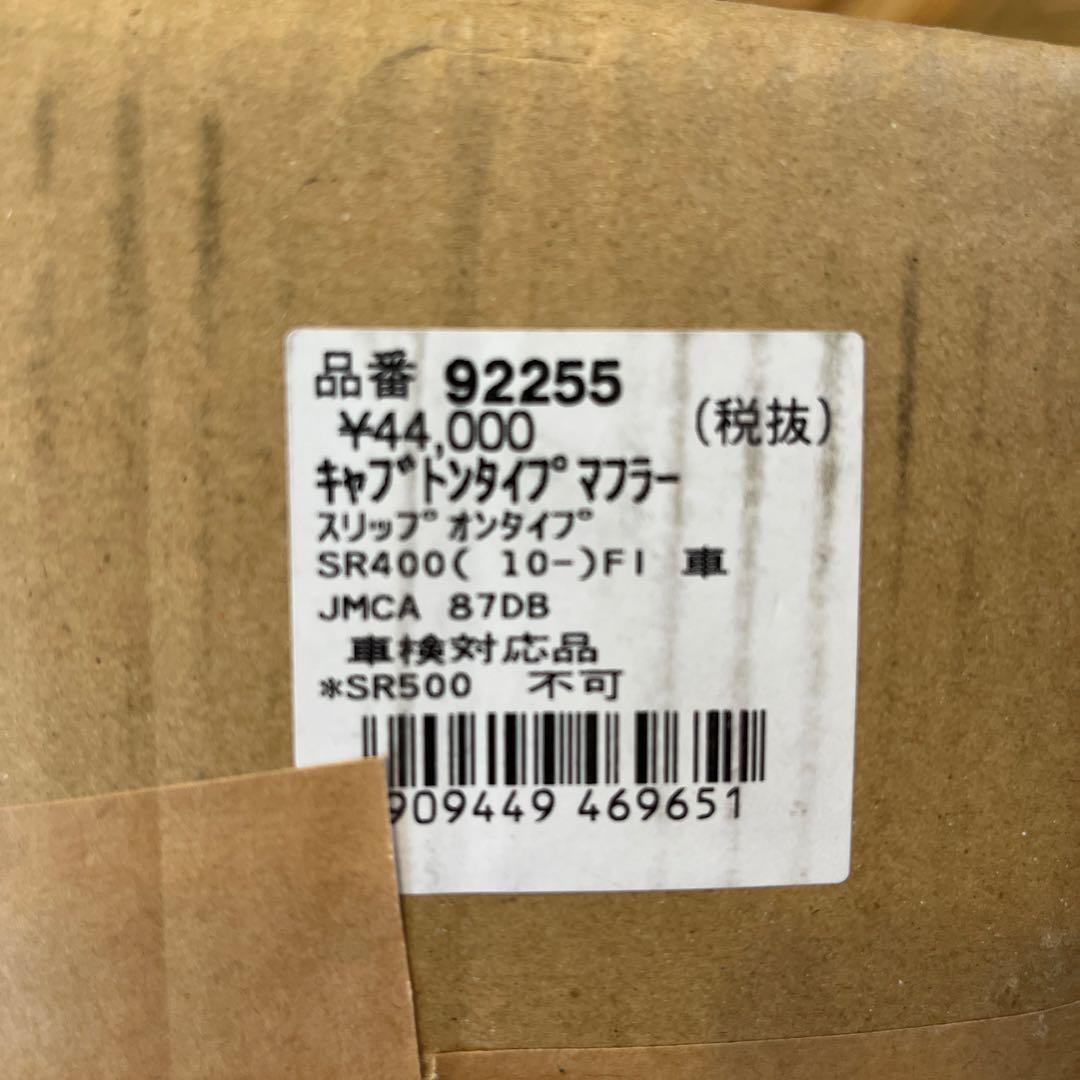 品番 92255
¥44,000 (税抜)
ｷｬﾌﾞﾄﾝﾀｲﾌﾟﾏﾌﾗｰ
ｽﾘｯﾌﾟｵﾝﾀｲﾌﾟ
SR400( 10-)FI 車
JMCA 87DB
車検対応品
*SR500 不可
909449 469651